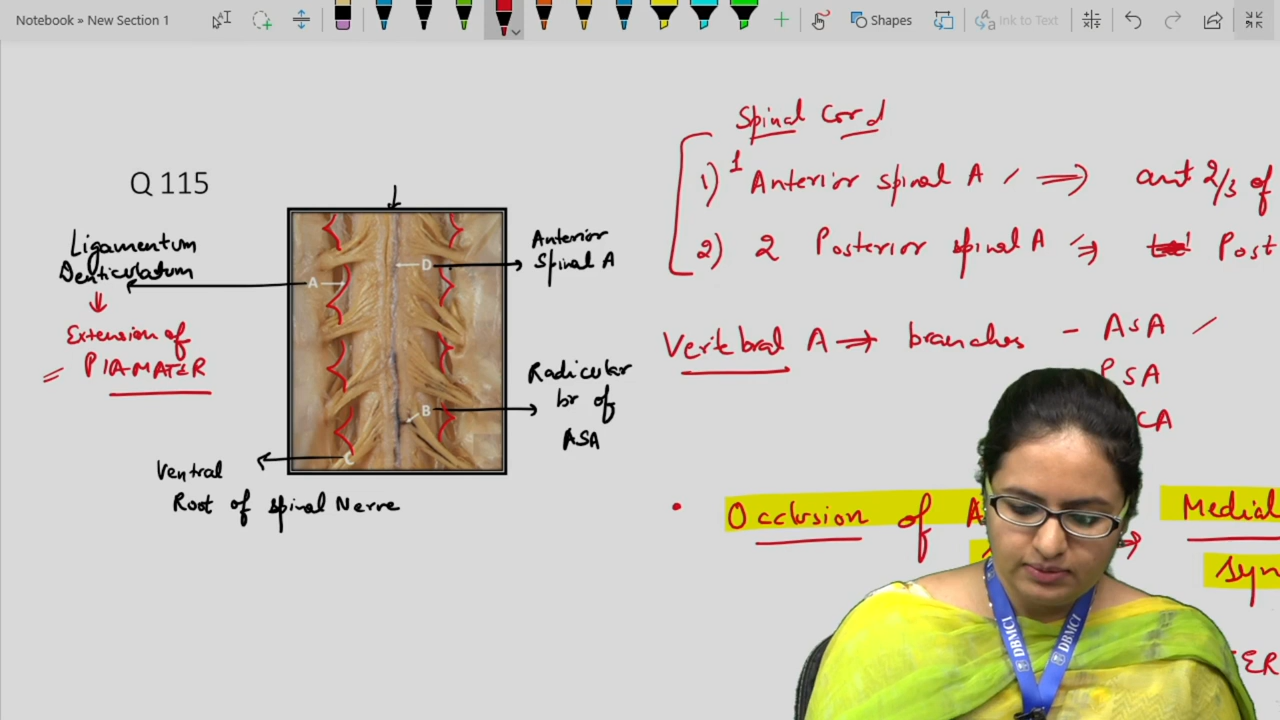 Notebook » New Section 1
Shapes
Ink to Text
Q 115
Ligamentum
Denticulatum
Extension of
PIA-MATER
A
D
B
C
Anterior
Spinal A
Radicular
br of
ASA
Ventral
Root of spinal Nerve
Spinal Cord
1) 1 Anterior spinal A ⇒ ant 2/3 of
2) 2 Posterior spinal A ⇒ Post
Vertebral A → branches - ASA
PSA
CA
• Occlusion of A → Medial
Syn
ER
DBMCI
DBMCI